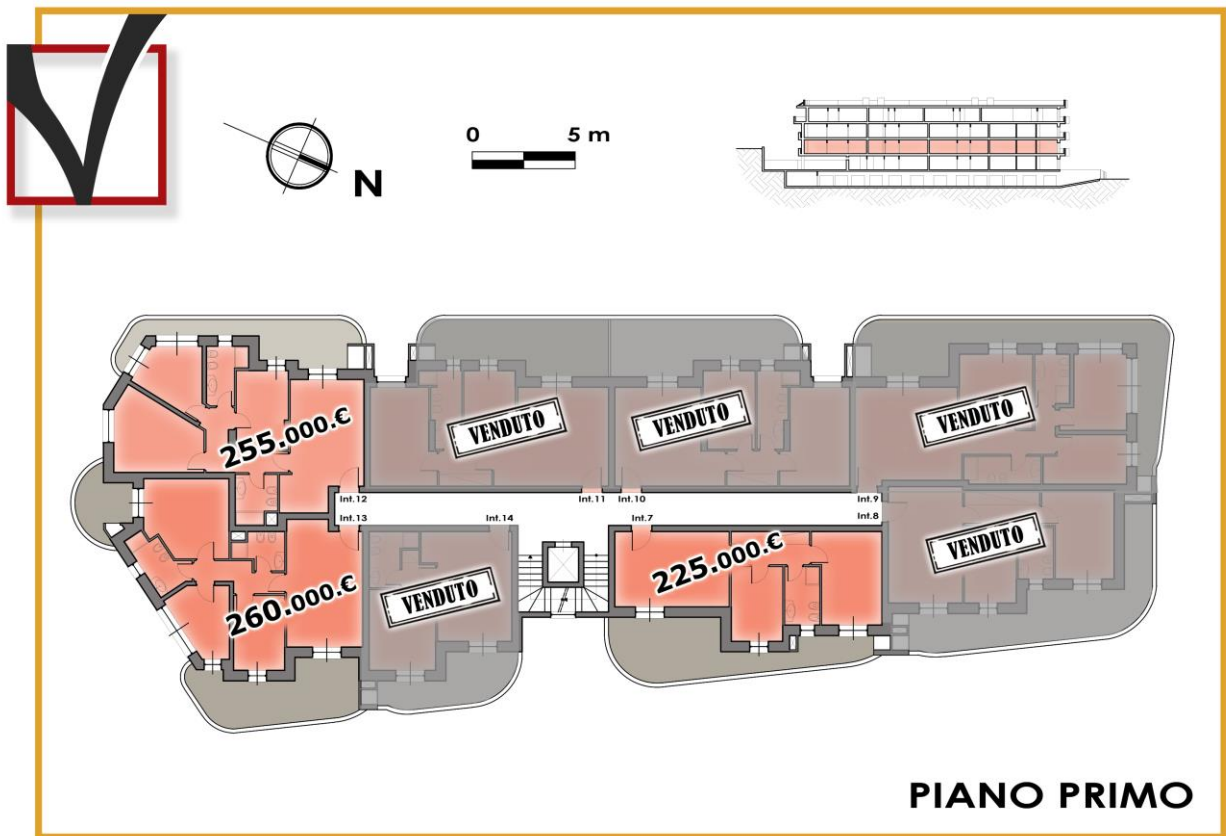 0 5 m
N
255.000.€
VENDUTO
VENDUTO
VENDUTO
Int.12
Int.11
Int.10
Int.9
Int.13
Int.14
Int.7
Int.8
260.000.€
VENDUTO
225.000.€
VENDUTO
PIANO PRIMO